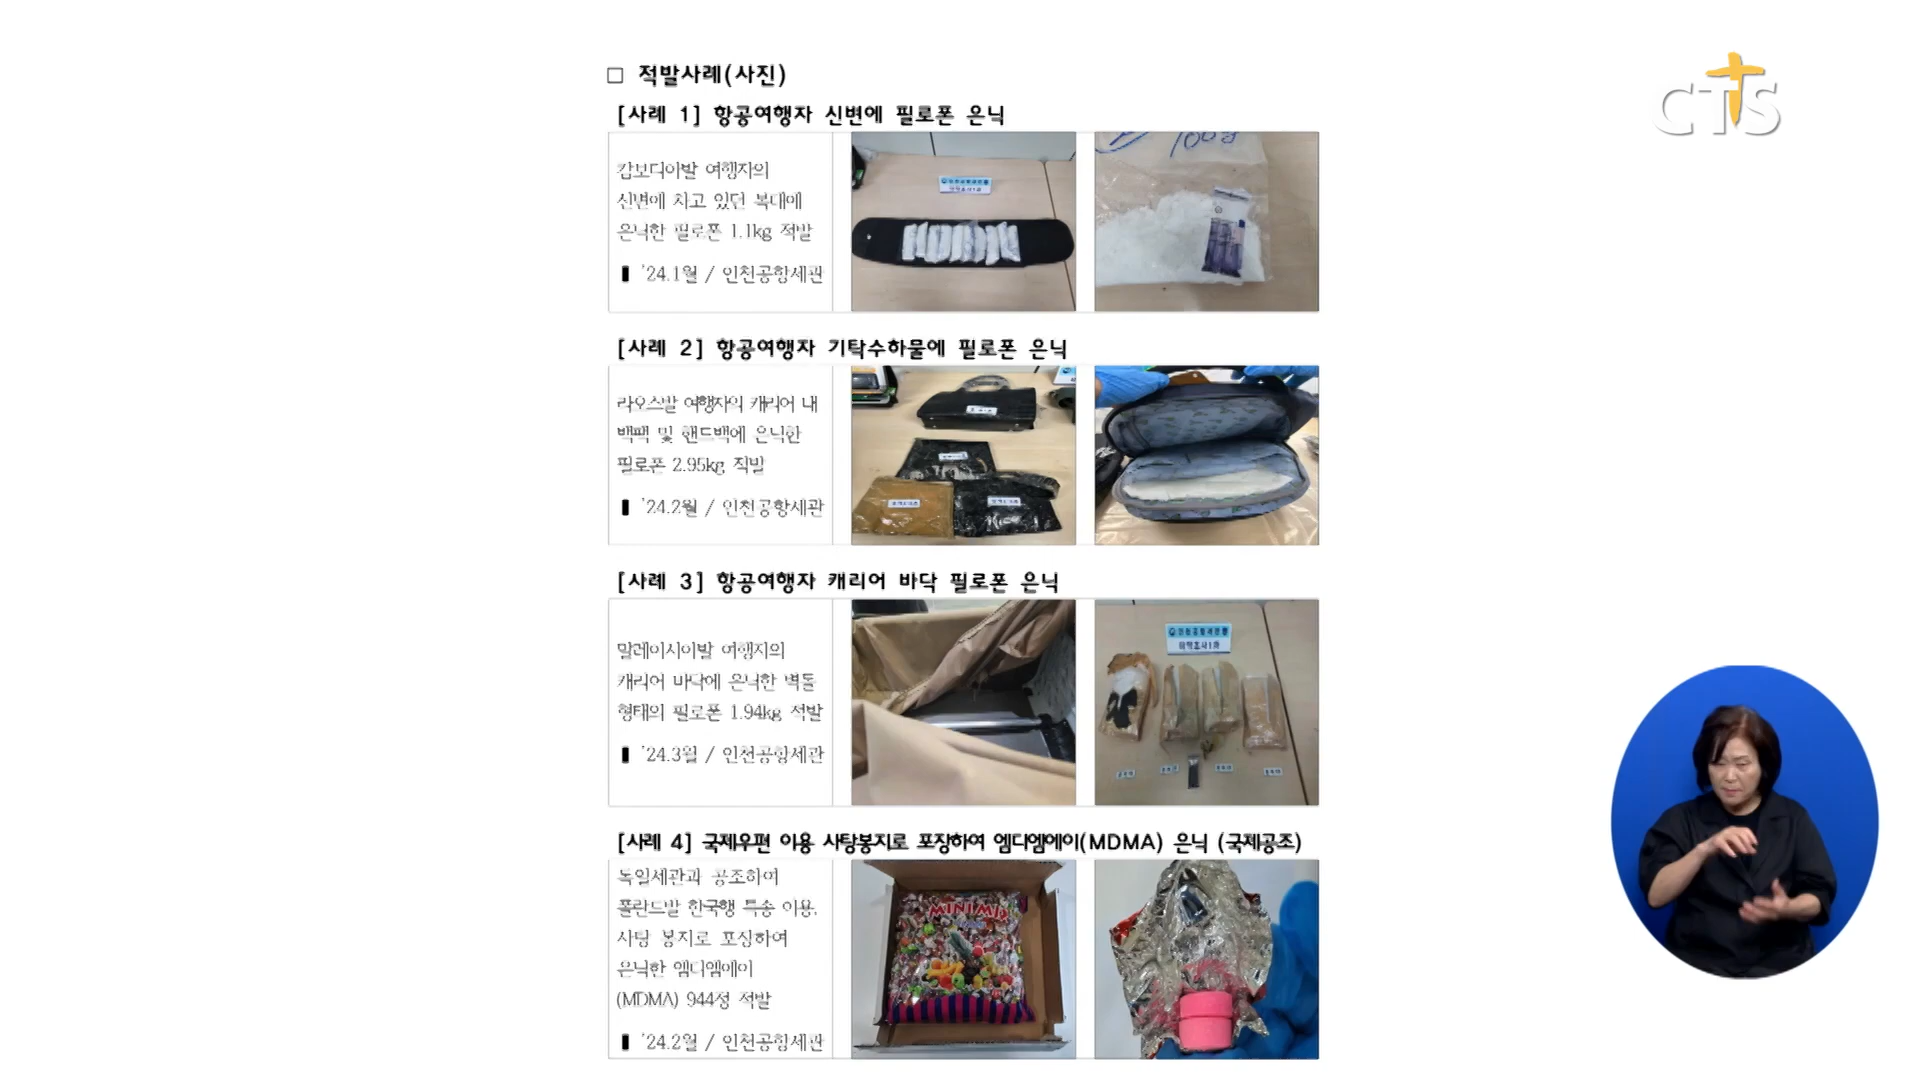 □ 적발사례(사진)
[사례 1] 항공여행자 신변에 필로폰 은닉
캄보디아발 여행자의
신변에 차고 있던 복대에
은닉한 필로폰 1.1kg 적발
▮ '24.1월 / 인천공항세관
100g
[사례 2] 항공여행자 기탁수하물에 필로폰 은닉
라오스발 여행자의 캐리어 내
백팩 및 핸드백에 은닉한
필로폰 2.95kg 적발
▮ '24.2월 / 인천공항세관
[사례 3] 항공여행자 캐리어 바닥 필로폰 은닉
말레이시아발 여행자의
캐리어 바닥에 은닉한 벽돌
형태의 필로폰 1.94kg 적발
▮ '24.3월 / 인천공항세관
인천공항세관
마약조사1과
[사례 4] 국제우편 이용 사탕봉지로 포장하여 엠디엠에이(MDMA) 은닉 (국제공조)
독일세관과 공조하여
폴란드발 한국행 특송 이용,
사탕 봉지로 포장하여
은닉한 엠디엠에이
(MDMA) 944정 적발
▮ '24.2월 / 인천공항세관
MINI MIX
CTS